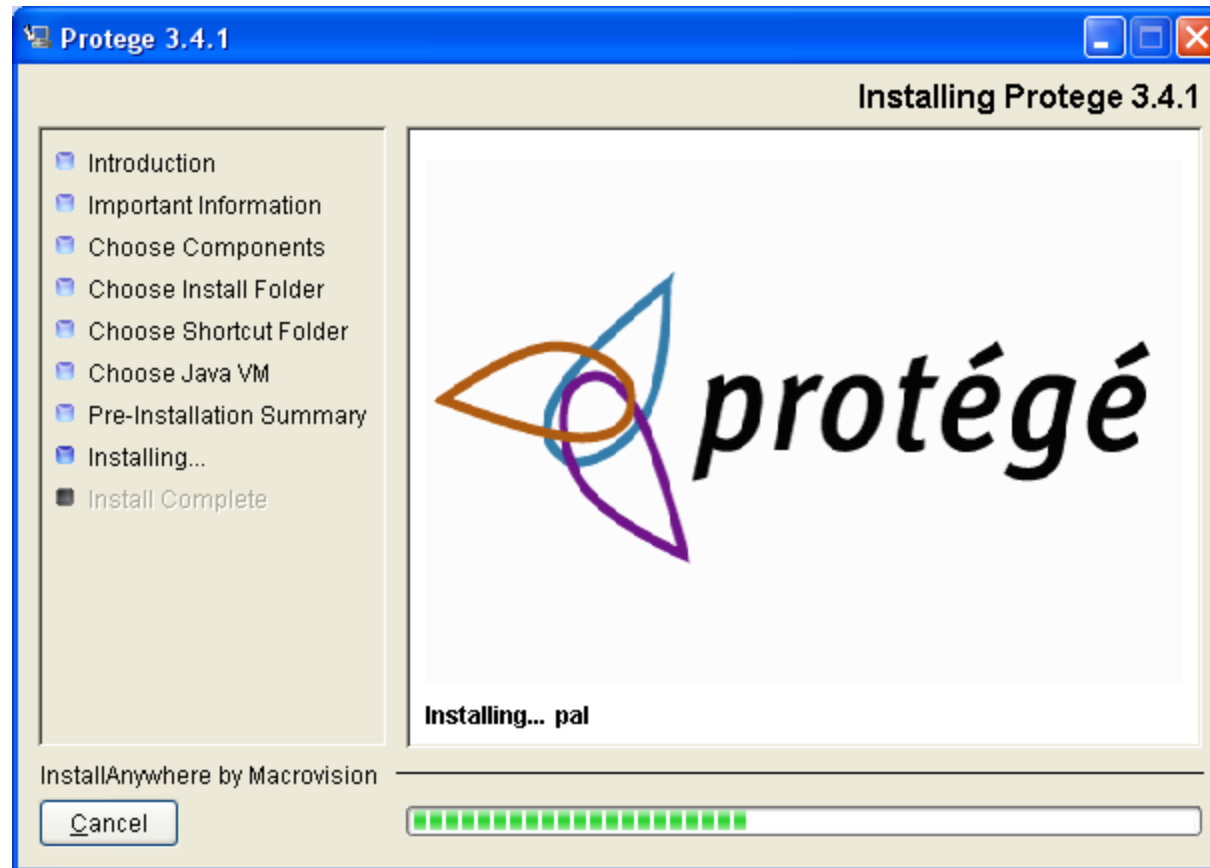 Protege 3.4.1
Installing Protege 3.4.1
Introduction
Important Information
Choose Components
Choose Install Folder
Choose Shortcut Folder
Choose Java VM
Pre-Installation Summary
Installing...
Install Complete
protégé
Installing... pal
InstallAnywhere by Macrovision
Cancel